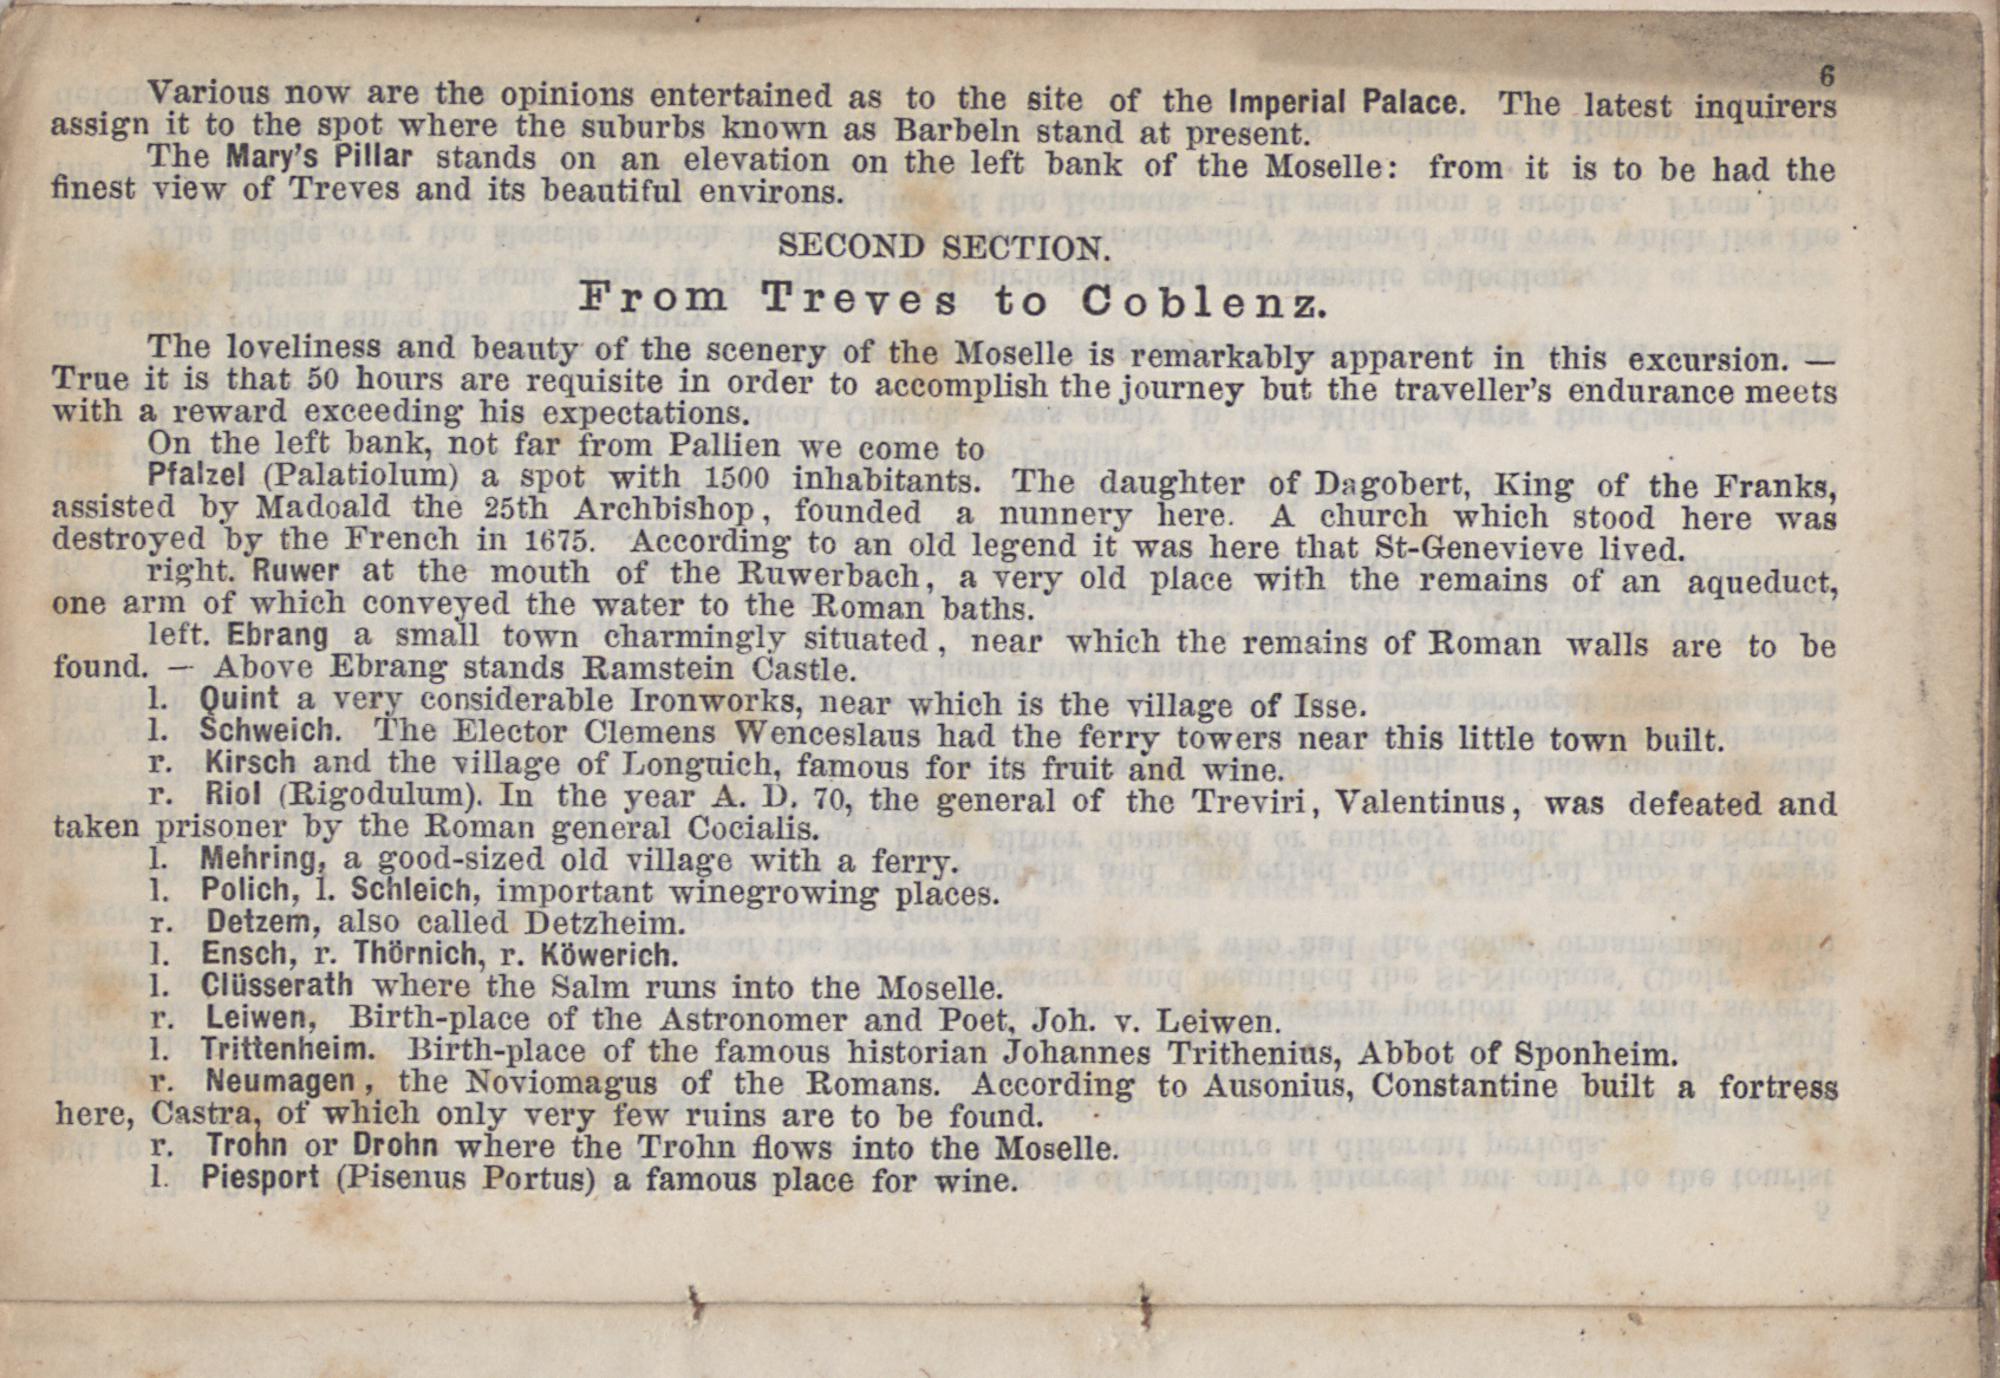 6
Various now are the opinions entertained as to the site of the Imperial Palace. The latest inquirers
assign it to the spot where the suburbs known as Barbeln stand at present.
The Mary's Pillar stands on an elevation on the left bank of the Moselle: from it is to be had the
finest view of Treves and its beautiful environs.
SECOND SECTION.
From Treves to Coblenz.
The loveliness and beauty of the scenery of the Moselle is remarkably apparent in this excursion. —
True it is that 50 hours are requisite in order to accomplish the journey but the traveller's endurance meets
with a reward exceeding his expectations.
On the left bank, not far from Pallien we come to
Pfalzel (Palatiolum) a spot with 1500 inhabitants. The daughter of Dagobert, King of the Franks,
assisted by Madoald the 25th Archbishop, founded a nunnery here. A church which stood here was
destroyed by the French in 1675. According to an old legend it was here that St-Genevieve lived.
right. Ruwer at the mouth of the Ruwerbach, a very old place with the remains of an aqueduct,
one arm of which conveyed the water to the Roman baths.
left. Ebrang a small town charmingly situated, near which the remains of Roman walls are to be
found. — Above Ebrang stands Ramstein Castle.
l. Quint a very considerable Ironworks, near which is the village of Isse.
l. Schweich. The Elector Clemens Wenceslaus had the ferry towers near this little town built.
r. Kirsch and the village of Longuich, famous for its fruit and wine.
r. Riol (Rigodulum). In the year A. D. 70, the general of the Treviri, Valentinus, was defeated and
taken prisoner by the Roman general Cocialis.
l. Mehring, a good-sized old village with a ferry.
l. Polich, l. Schleich, important winegrowing places.
r. Detzem, also called Detzheim.
l. Ensch, r. Thörnich, r. Köwerich.
l. Clüsserath where the Salm runs into the Moselle.
r. Leiwen, Birth-place of the Astronomer and Poet, Joh. v. Leiwen.
l. Trittenheim. Birth-place of the famous historian Johannes Trithenius, Abbot of Sponheim.
r. Neumagen, the Noviomagus of the Romans. According to Ausonius, Constantine built a fortress
here, Castra, of which only very few ruins are to be found.
r. Trohn or Drohn where the Trohn flows into the Moselle.
l. Piesport (Pisenus Portus) a famous place for wine.